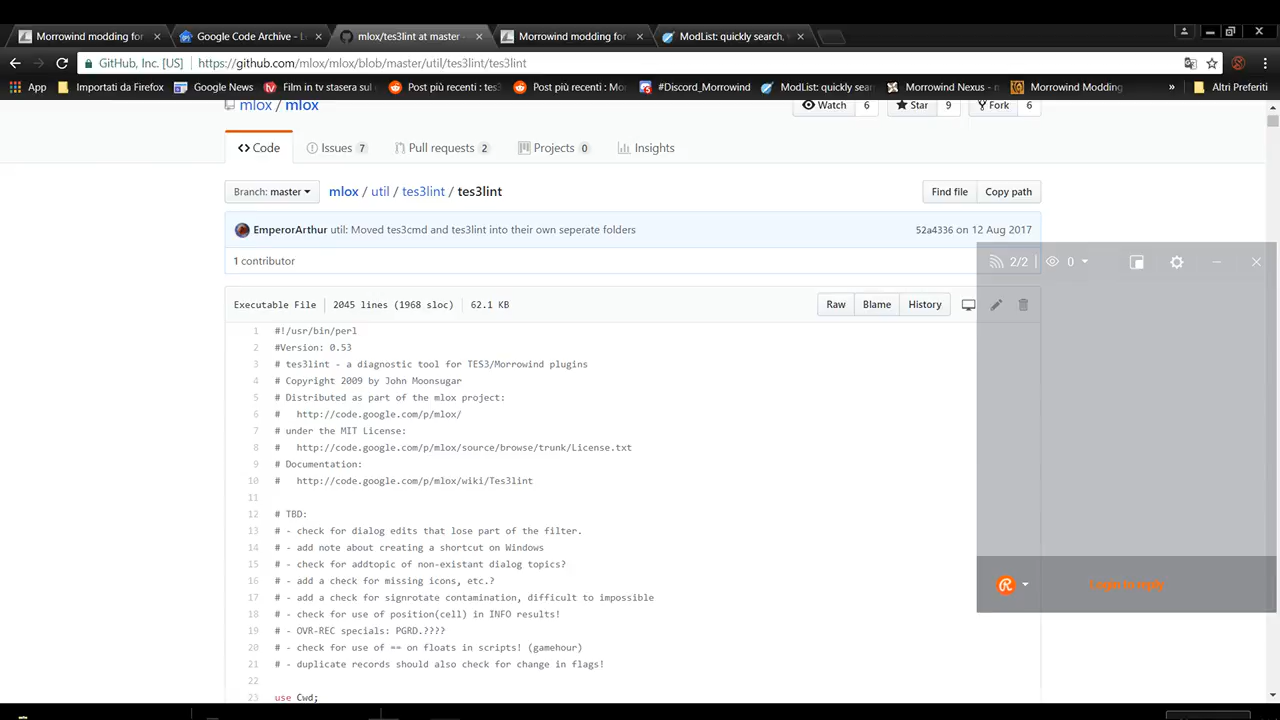 Morrowind modding for
Google Code Archive - L
mlox/tes3lint at master
Morrowind modding for
ModList: quickly search,
GitHub, Inc. [US]
https://github.com/mlox/mlox/blob/master/util/tes3lint/tes3lint
App
Importati da Firefox
Google News
Film in tv stasera su
Post più recenti : tes3
Post più recenti : Mor
#Discord_Morrowind
ModList: quickly sear
Morrowind Nexus - n
Morrowind Modding
»
Altri Preferiti
mlox / mlox
Watch 6
Star 9
Fork 6
<> Code
Issues 7
Pull requests 2
Projects 0
Insights
Branch: master
mlox / util / tes3lint / tes3lint
Find file
Copy path
EmperorArthur util: Moved tes3cmd and tes3lint into their own seperate folders
52a4336 on 12 Aug 2017
1 contributor
2/2 | 0
Executable File
2045 lines (1968 sloc)
62.1 KB
Raw
Blame
History
1 #!/usr/bin/perl
2 #Version: 0.53
3 # tes3lint - a diagnostic tool for TES3/Morrowind plugins
4 # Copyright 2009 by John Moonsugar
5 # Distributed as part of the mlox project:
6 #   http://code.google.com/p/mlox/
7 # under the MIT License:
8 #   http://code.google.com/p/mlox/source/browse/trunk/License.txt
9 # Documentation:
10 #   http://code.google.com/p/mlox/wiki/Tes3lint
11
12 # TBD:
13 # - check for dialog edits that lose part of the filter.
14 # - add note about creating a shortcut on Windows
15 # - check for addtopic of non-existant dialog topics?
16 # - add a check for missing icons, etc.?
17 # - add a check for signrotate contamination, difficult to impossible
18 # - check for use of position(cell) in INFO results!
19 # - OVR-REC specials: PGRD.????
20 # - check for use of == on floats in scripts! (gamehour)
21 # - duplicate records should also check for change in flags!
22
23 use Cwd;
Login to reply